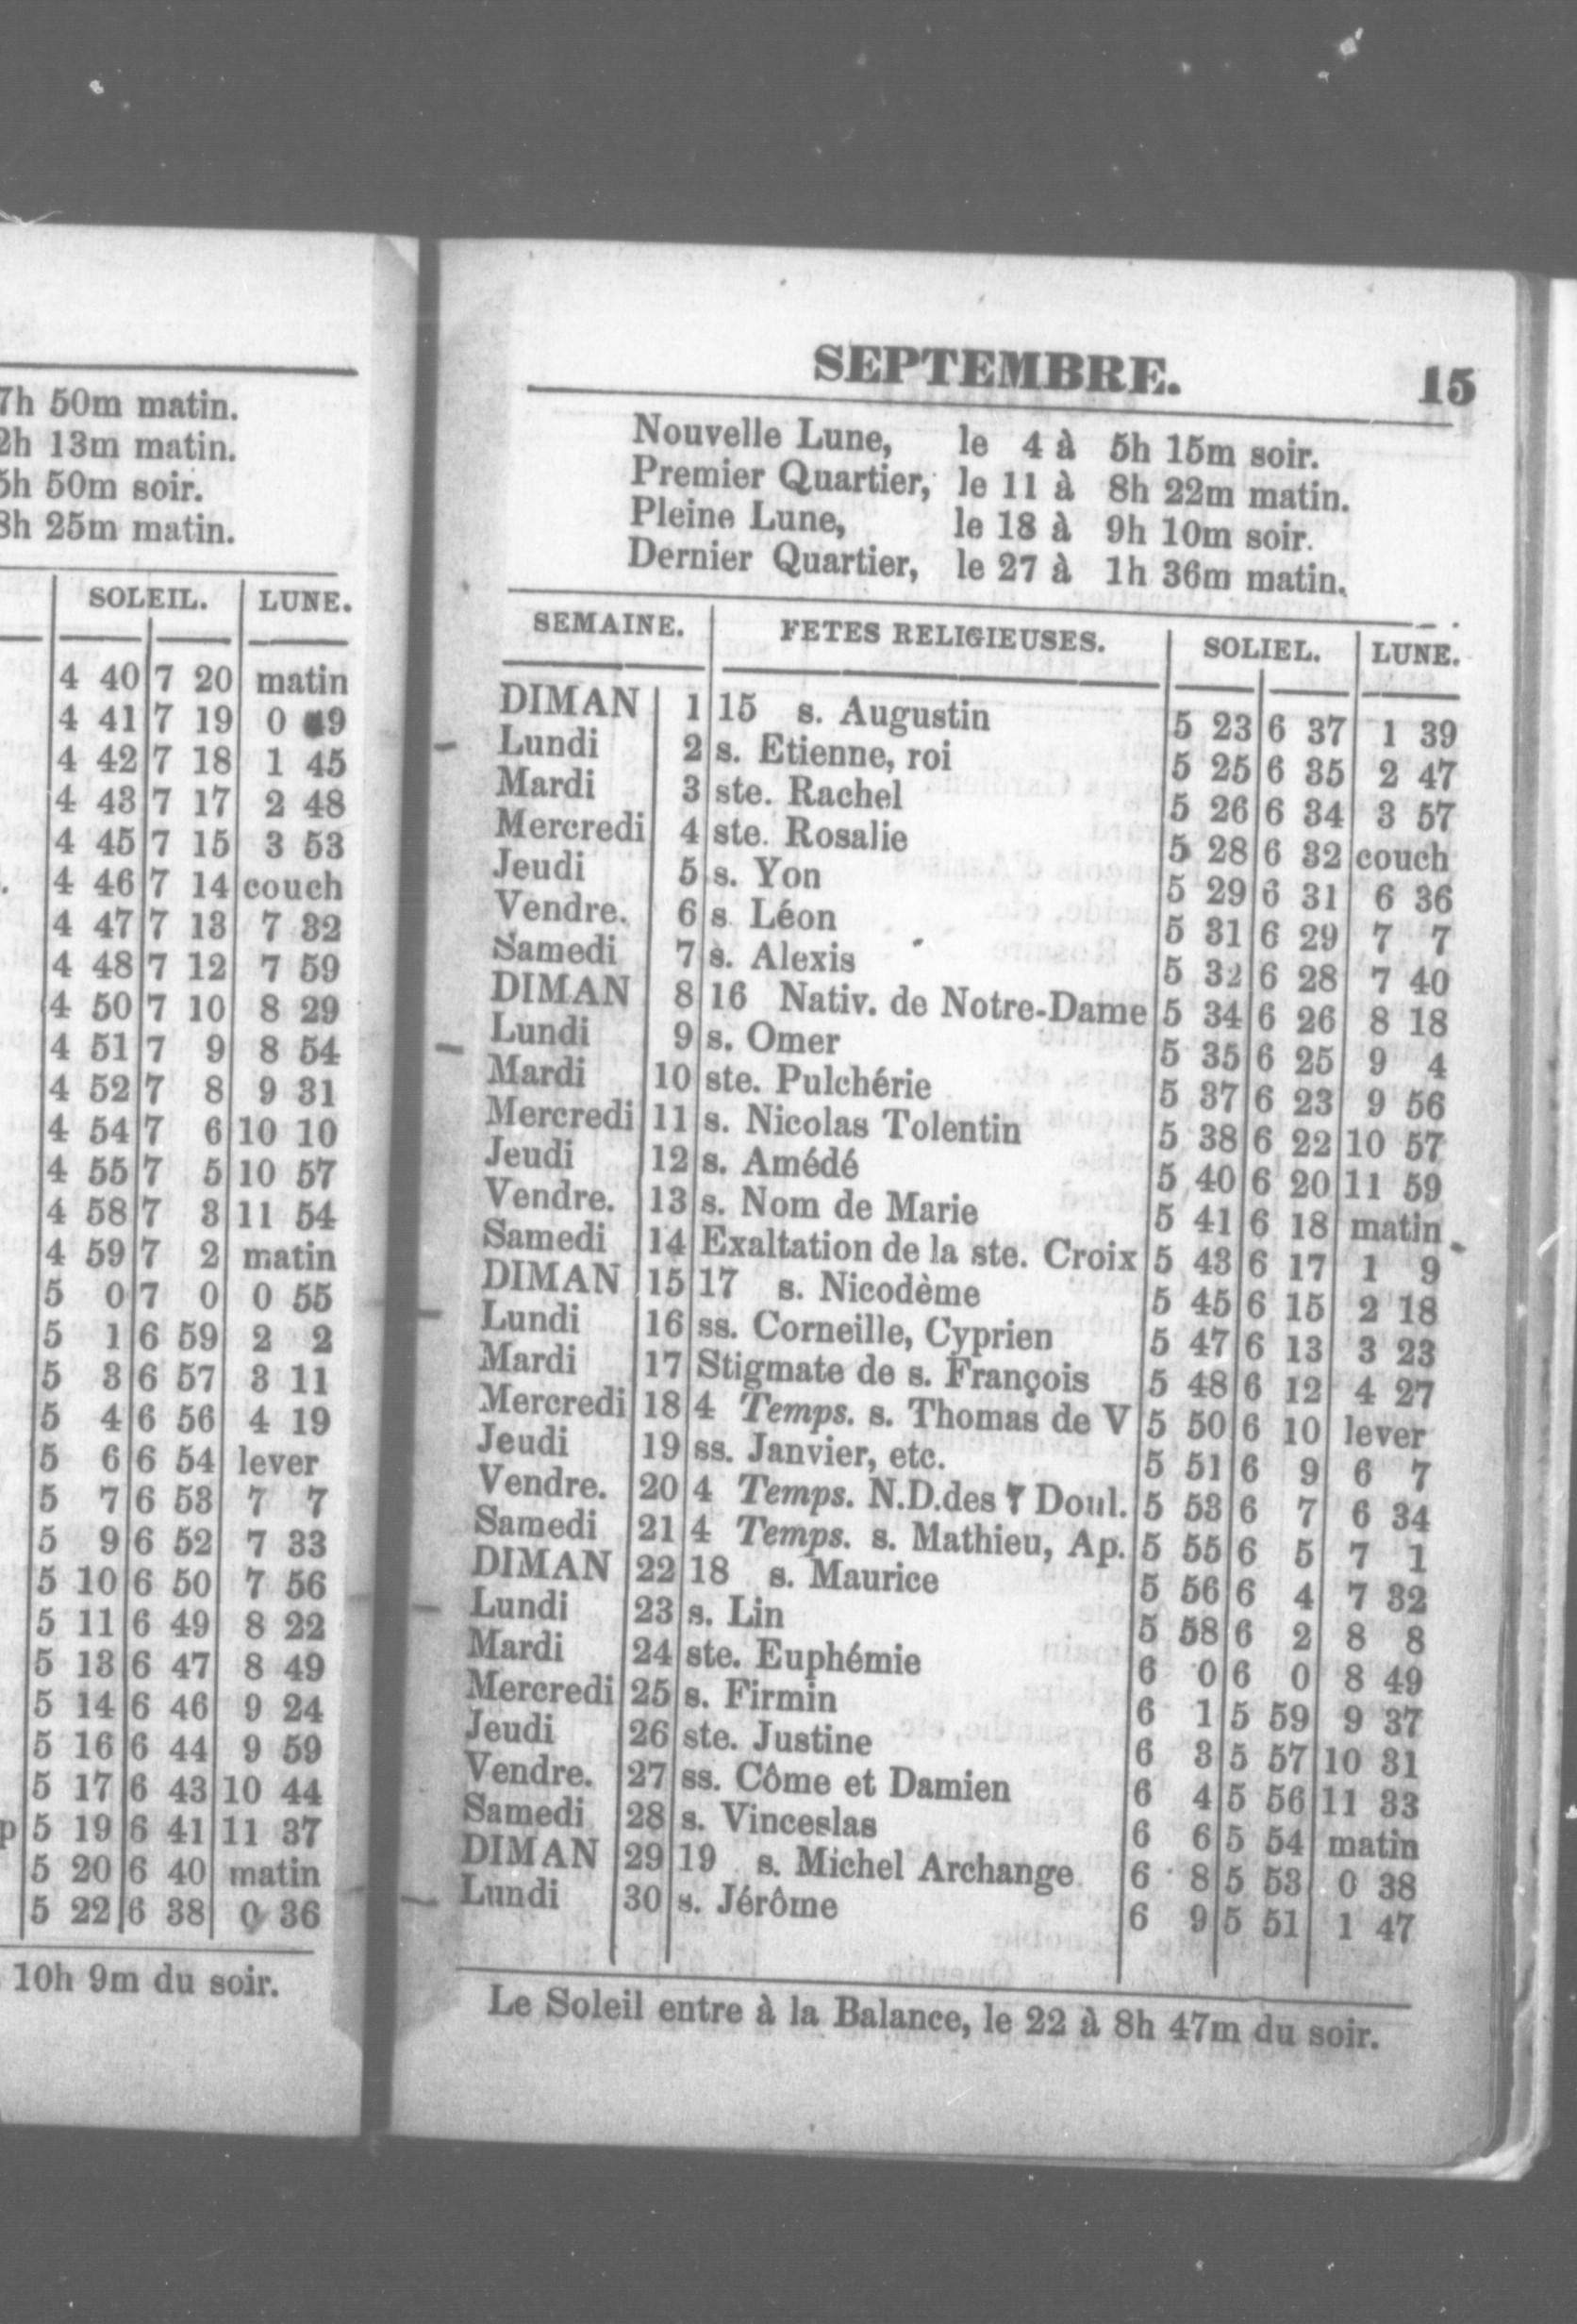 7h 50m matin.
2h 13m matin.
5h 50m soir.
8h 25m matin.
SOLEIL. LUNE.
4 40 7 20 matin
4 41 7 19 0 49
4 42 7 18 1 45
4 43 7 17 2 48
4 45 7 15 3 53
4 46 7 14 couch
4 47 7 13 7 32
4 48 7 12 7 59
4 50 7 10 8 29
4 51 7 9 8 54
4 52 7 8 9 31
4 54 7 6 10 10
4 55 7 5 10 57
4 58 7 3 11 54
4 59 7 2 matin
5 0 7 0 0 55
5 1 6 59 2 2
5 3 6 57 3 11
5 4 6 56 4 19
5 6 6 54 lever
5 7 6 53 7 7
5 9 6 52 7 33
5 10 6 50 7 56
5 11 6 49 8 22
5 13 6 47 8 49
5 14 6 46 9 24
5 16 6 44 9 59
5 17 6 43 10 44
p 5 19 6 41 11 37
5 20 6 40 matin
5 22 6 38 0 36
10h 9m du soir.
SEPTEMBRE. 15
Nouvelle Lune, le 4 à 5h 15m soir.
Premier Quartier, le 11 à 8h 22m matin.
Pleine Lune, le 18 à 9h 10m soir.
Dernier Quartier, le 27 à 1h 36m matin.
SEMAINE. FETES RELIGIEUSES. SOLIEL. LUNE.
DIMAN 1 15 s. Augustin 5 23 6 37 1 39
Lundi 2 s. Etienne, roi 5 25 6 35 2 47
Mardi 3 ste. Rachel 5 26 6 34 3 57
Mercredi 4 ste. Rosalie 5 28 6 32 couch
Jeudi 5 s. Yon 5 29 6 31 6 36
Vendre. 6 s. Léon 5 31 6 29 7 7
Samedi 7 s. Alexis 5 32 6 28 7 40
DIMAN 8 16 Nativ. de Notre-Dame 5 34 6 26 8 18
Lundi 9 s. Omer 5 35 6 25 9 4
Mardi 10 ste. Pulchérie 5 37 6 23 9 56
Mercredi 11 s. Nicolas Tolentin 5 38 6 22 10 57
Jeudi 12 s. Amédé 5 40 6 20 11 59
Vendre. 13 s. Nom de Marie 5 41 6 18 matin
Samedi 14 Exaltation de la ste. Croix 5 43 6 17 1 9
DIMAN 15 17 s. Nicodème 5 45 6 15 2 18
Lundi 16 ss. Corneille, Cyprien 5 47 6 13 3 23
Mardi 17 Stigmate de s. François 5 48 6 12 4 27
Mercredi 18 4 Temps. s. Thomas de V 5 50 6 10 lever
Jeudi 19 ss. Janvier, etc. 5 51 6 9 6 7
Vendre. 20 4 Temps. N.D.des 7 Doul. 5 53 6 7 6 34
Samedi 21 4 Temps. s. Mathieu, Ap. 5 55 6 5 7 1
DIMAN 22 18 s. Maurice 5 56 6 4 7 32
Lundi 23 s. Lin 5 58 6 2 8 8
Mardi 24 ste. Euphémie 6 0 6 0 8 49
Mercredi 25 s. Firmin 6 1 5 59 9 37
Jeudi 26 ste. Justine 6 3 5 57 10 31
Vendre. 27 ss. Côme et Damien 6 4 5 56 11 33
Samedi 28 s. Vinceslas 6 6 5 54 matin
DIMAN 29 19 s. Michel Archange 6 8 5 53 0 38
Lundi 30 s. Jérôme 6 9 5 51 1 47
Le Soleil entre à la Balance, le 22 à 8h 47m du soir.